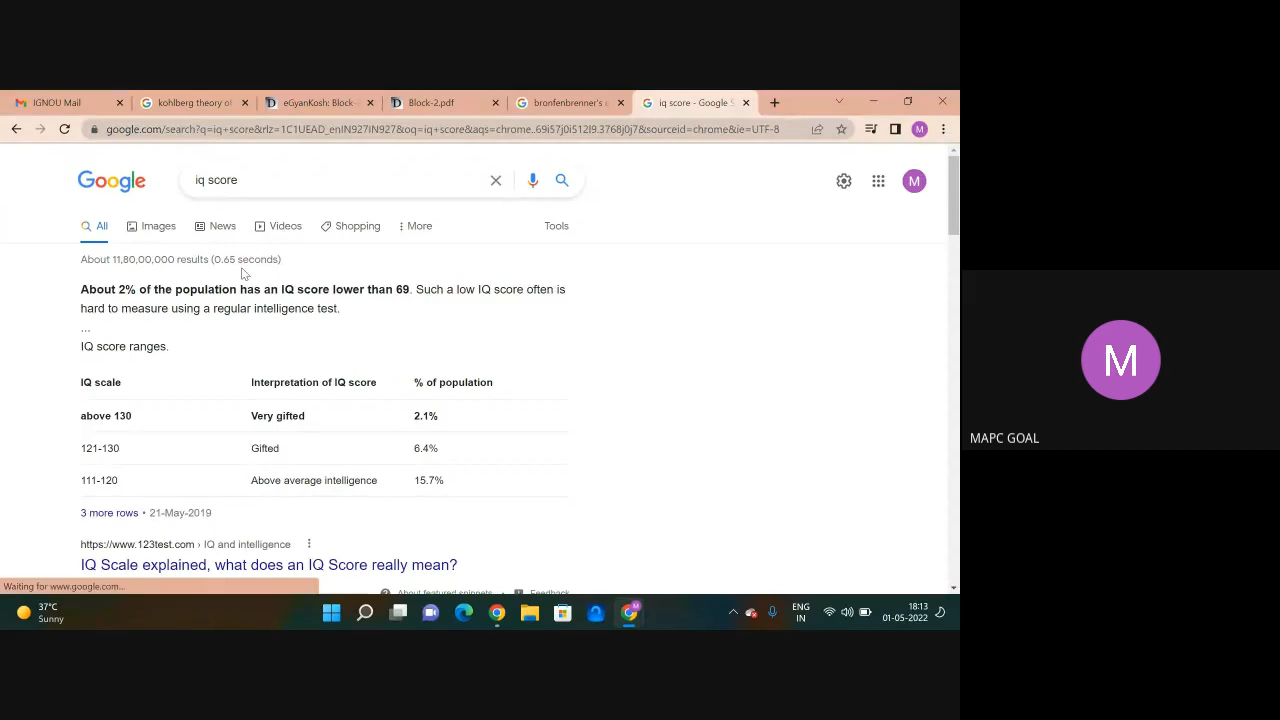 IGNOU Mail
kohlberg theory of
eGyanKosh: Block-
Block-2.pdf
bronfenbrenner's e
iq score - Google S
google.com/search?q=iq+score&rlz=1C1UEAD_enIN927IN927&oq=iq+score&aqs=chrome..69i57j0i512l9.3768j0j7&sourceid=chrome&ie=UTF-8
M
Google
iq score
M
All
Images
News
Videos
Shopping
More
Tools
About 11,80,00,000 results (0.65 seconds)
About 2% of the population has an IQ score lower than 69. Such a low IQ score often is
hard to measure using a regular intelligence test.
...
IQ score ranges.
IQ scale Interpretation of IQ score % of population
above 130 Very gifted 2.1%
121-130 Gifted 6.4%
111-120 Above average intelligence 15.7%
3 more rows • 21-May-2019
https://www.123test.com › IQ and intelligence
IQ Scale explained, what does an IQ Score really mean?
About featured snippets • Feedback
Waiting for www.google.com...
37°C
Sunny
M
ENG
IN
18:13
01-05-2022
M
MAPC GOAL